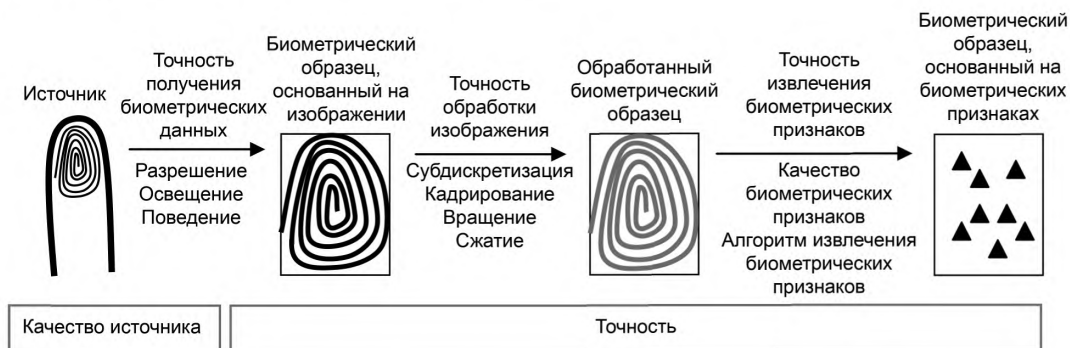 Источник
Точность
получения
биометрических
данных
Разрешение
Освещение
Поведение
Биометрический
образец,
основанный на
изображении
Точность
обработки
изображения
Субдискретизация
Кадрирование
Вращение
Сжатие
Обработанный
биометрический
образец
Точность
извлечения
биометрических
признаков
Качество
биометрических
признаков
Алгоритм извлечения
биометрических
признаков
Биометрический
образец,
основанный на
биометрических
признаках
Качество источника
Точность